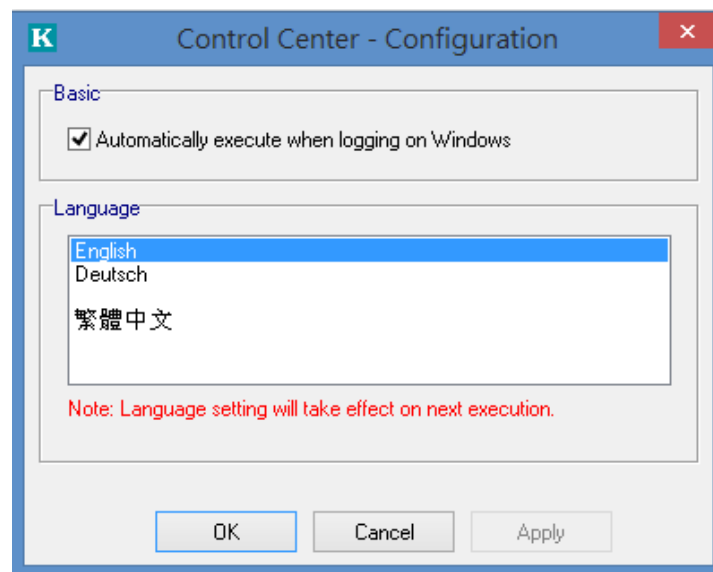 K
Control Center - Configuration
Basic
Automatically execute when logging on Windows
Language
English
Deutsch
繁體中文
Note: Language setting will take effect on next execution.
OK
Cancel
Apply